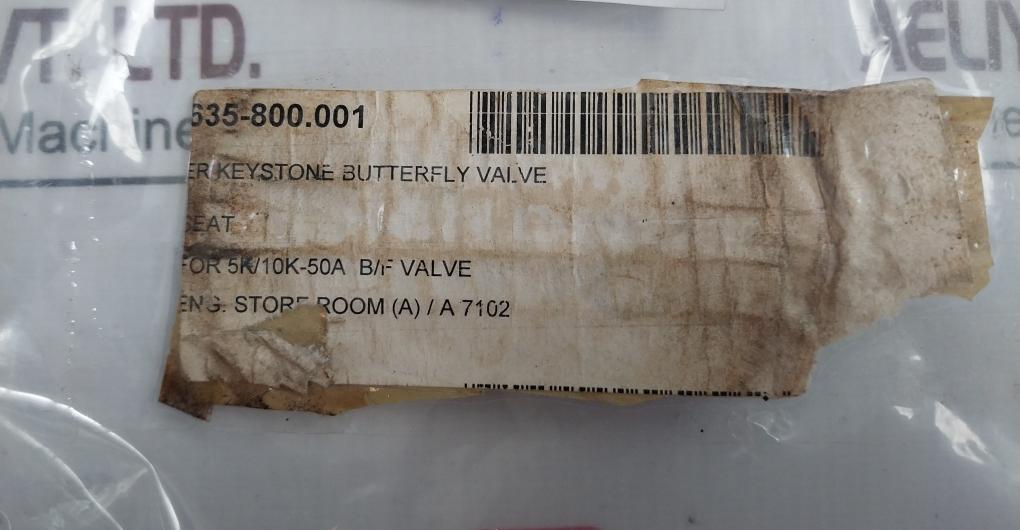 VT LTD.
Machine
635-800.001
ER KEYSTONE BUTTERFLY VALVE
SEAT
FOR 5K/10K-50A B/F VALVE
ENG. STORE ROOM (A) / A 7102